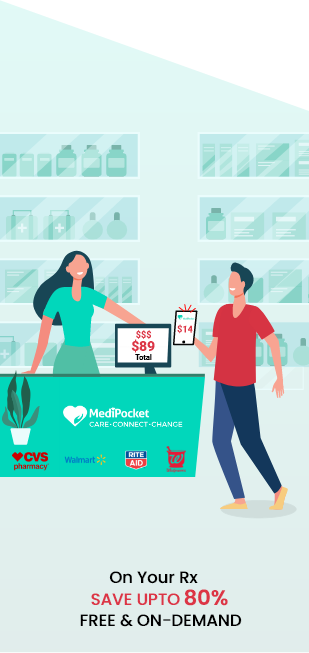 $$$
$89
Total
$14
MediPocket
CARE•CONNECT•CHANGE
CVS
pharmacy
Walmart
RITE
AID
On Your Rx
SAVE UPTO 80%
FREE & ON-DEMAND